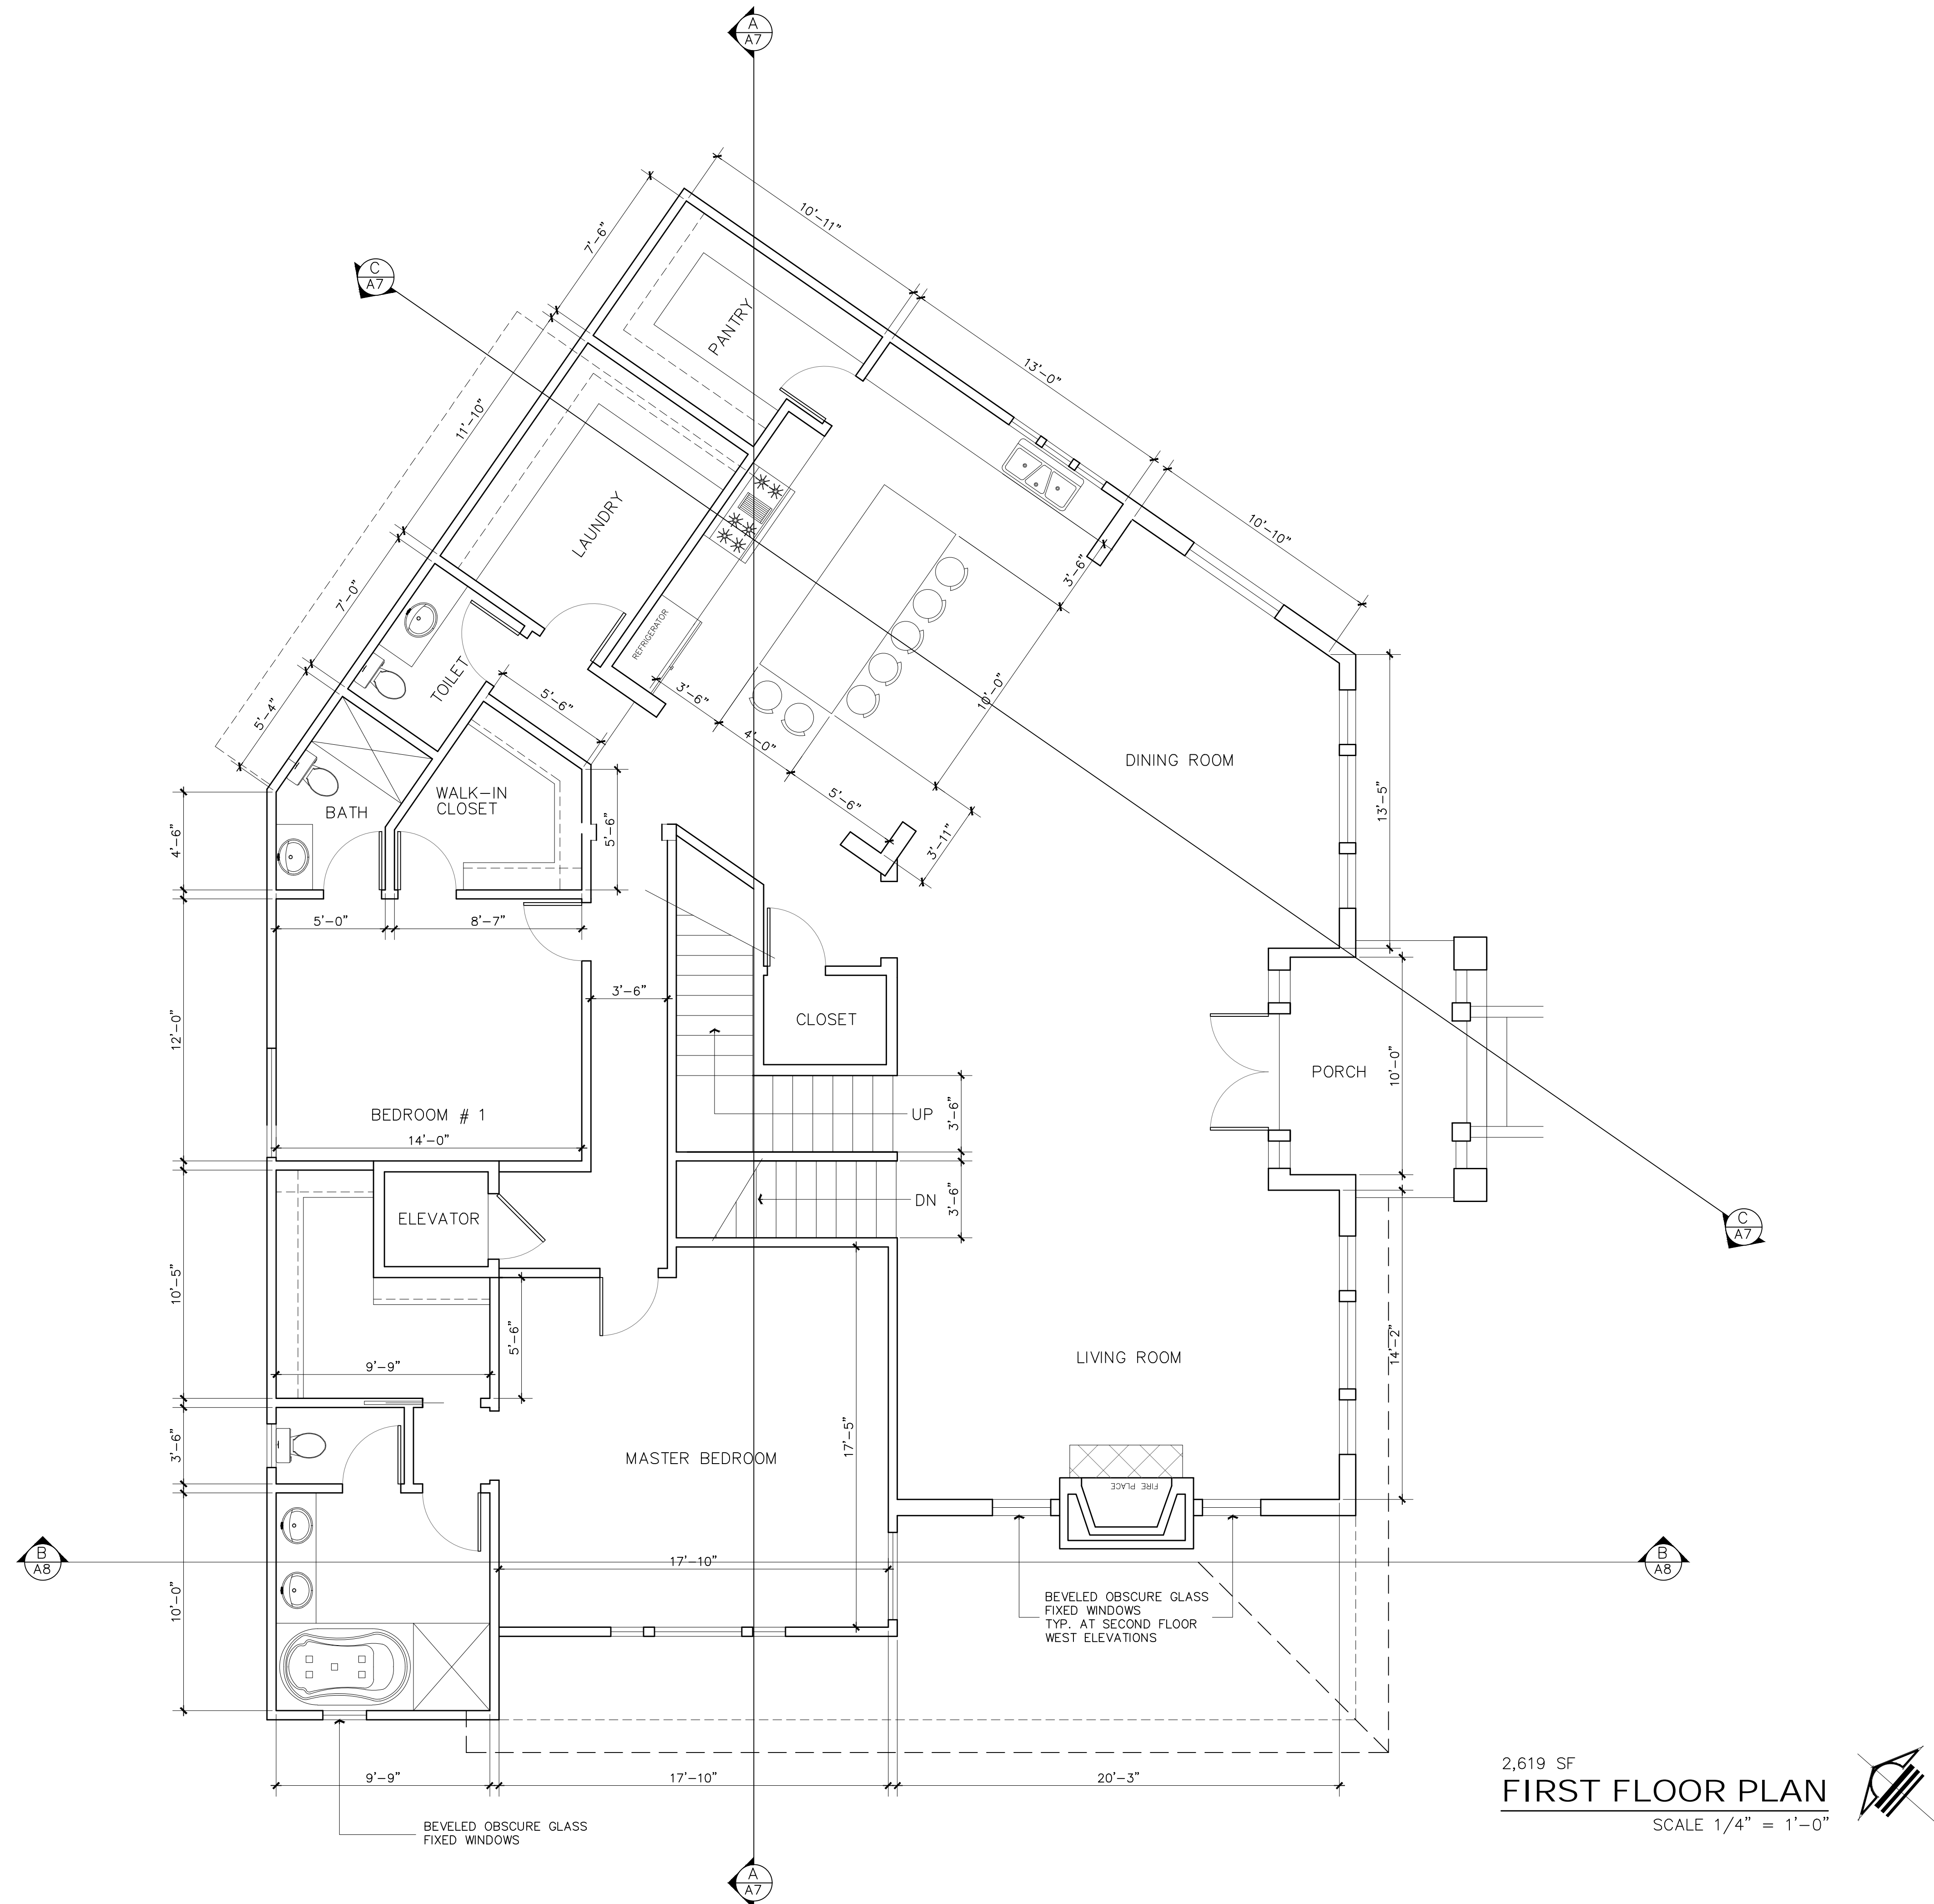 A
A7
10'-11"
7'-6"
C
A7
PANTRY
13'-0"
11'-10"
LAUNDRY
10'-10"
3'-6"
7'-0"
REFRIGERATOR
TOILET
5'-6"
3'-6"
10'-0"
5'-4"
4'-0"
DINING ROOM
WALK-IN
CLOSET
BATH
5'-6"
13'-5"
4'-6"
5'-6"
3'-11"
5'-0"
8'-7"
3'-6"
CLOSET
12'-0"
PORCH
10'-0"
BEDROOM # 1
UP
3'-6"
14'-0"
ELEVATOR
DN
3'-6"
C
A7
10'-5"
5'-6"
9'-9"
LIVING ROOM
14'-2"
3'-6"
MASTER BEDROOM
17'-5"
FIRE PLACE
B
A8
17'-10"
B
A8
10'-0"
BEVELED OBSCURE GLASS
FIXED WINDOWS
TYP. AT SECOND FLOOR
WEST ELEVATIONS
9'-9"
17'-10"
20'-3"
BEVELED OBSCURE GLASS
FIXED WINDOWS
A
A7
2,619 SF
FIRST FLOOR PLAN
SCALE 1/4" = 1'-0"